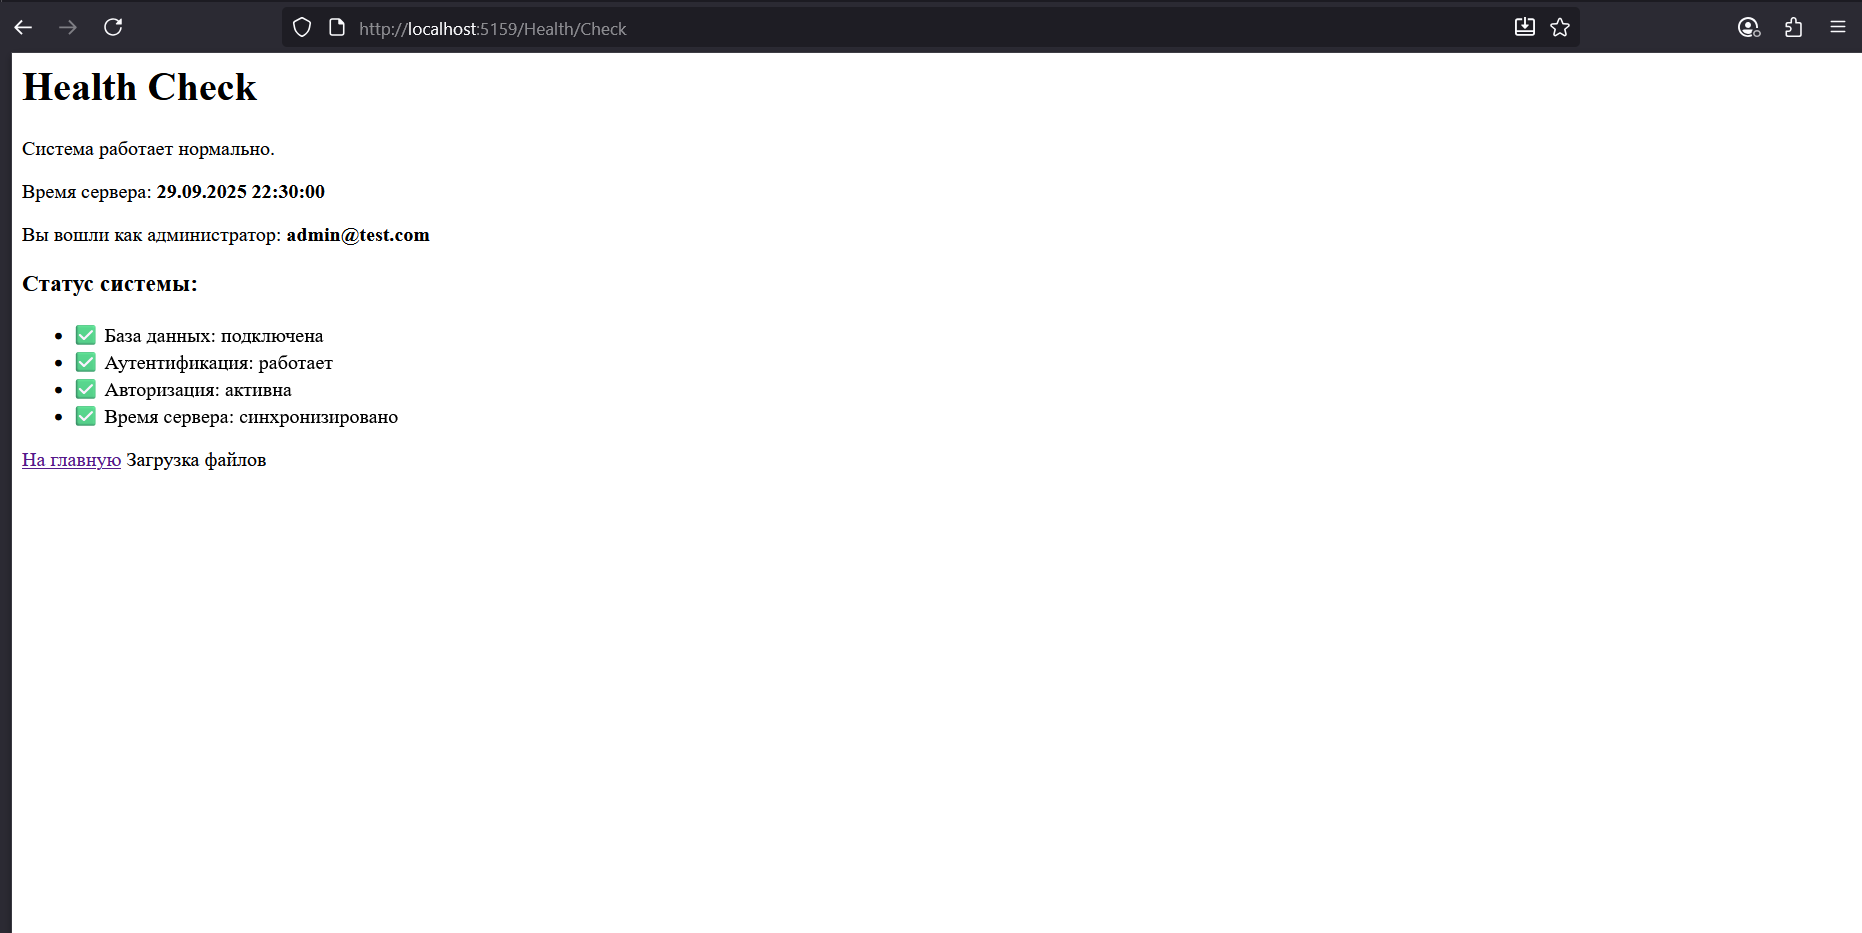 http://localhost:5159/Health/Check
Health Check
Система работает нормально.
Время сервера: 29.09.2025 22:30:00
Вы вошли как администратор: admin@test.com
Статус системы:
• ✅ База данных: подключена
• ✅ Аутентификация: работает
• ✅ Авторизация: активна
• ✅ Время сервера: синхронизировано
На главную Загрузка файлов